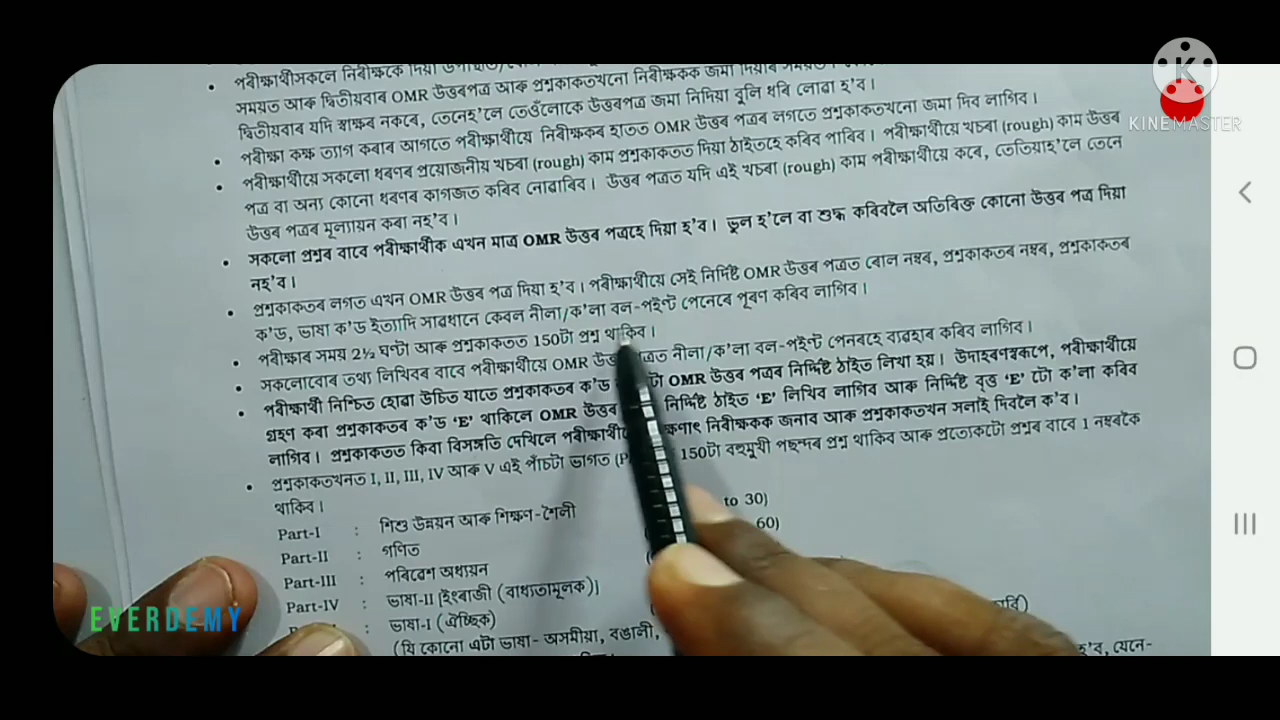 পৰীক্ষাৰ্থীসকলে নিৰীক্ষকে দিয়া
সময়ত আৰু দ্বিতীয়বাৰ OMR উত্তৰপত্ৰ আৰু প্ৰশ্নকাকতখনো নিৰীক্ষকক জমা দিয়াৰ সময়ত।
দ্বিতীয়বাৰ যদি স্বাক্ষৰ নকৰে, তেনেহ'লে তেওঁলোকে উত্তৰপত্ৰ জমা নিদিয়া বুলি ধৰি লোৱা হ'ব।
• পৰীক্ষা কক্ষ ত্যাগ কৰাৰ আগতে পৰীক্ষাৰ্থীয়ে নিৰীক্ষকৰ হাতত OMR উত্তৰ পত্ৰৰ লগতে প্ৰশ্নকাকতখনো জমা দিব লাগিব।
• পৰীক্ষাৰ্থীয়ে সকলো ধৰণৰ প্ৰয়োজনীয় খচৰা (rough) কাম প্ৰশ্নকাকতত দিয়া ঠাইতহে কৰিব পাৰিব। পৰীক্ষাৰ্থীয়ে খচৰা (rough) কাম উত্তৰ
পত্ৰ বা অন্য কোনো ধৰণৰ কাগজত কৰিব নোৱাৰিব। উত্তৰ পত্ৰত যদি এই খচৰা (rough) কাম পৰীক্ষাৰ্থীয়ে কৰে, তেতিয়াহ'লে তেনে
উত্তৰ পত্ৰৰ মূল্যায়ন কৰা নহ'ব।
• সকলো প্ৰশ্নৰ বাবে পৰীক্ষাৰ্থীক এখন মাত্ৰ OMR উত্তৰ পত্ৰহে দিয়া হ'ব। ভুল হ'লে বা শুদ্ধ কৰিবলৈ অতিৰিক্ত কোনো উত্তৰ পত্ৰ দিয়া
নহ'ব।
• প্ৰশ্নকাকতৰ লগত এখন OMR উত্তৰ পত্ৰ দিয়া হ'ব। পৰীক্ষাৰ্থীয়ে সেই নিৰ্দিষ্ট OMR উত্তৰ পত্ৰত ৰোল নম্বৰ, প্ৰশ্নকাকতৰ নম্বৰ, প্ৰশ্নকাকতৰ
ক'ড, ভাষা ক'ড ইত্যাদি সাৱধানে কেৱল নীলা/ক'লা বল-পইণ্ট পেনেৰে পূৰণ কৰিব লাগিব।
• পৰীক্ষাৰ সময় 2½ ঘণ্টা আৰু প্ৰশ্নকাকতত 150টা প্ৰশ্ন থাকিব।
• সকলোবোৰ তথ্য লিখিবৰ বাবে পৰীক্ষাৰ্থীয়ে OMR নীলা/ক'লা বল-পইণ্ট পেনৰহে ব্যৱহাৰ কৰিব লাগিব।
• পৰীক্ষাৰ্থী নিশ্চিত হোৱা উচিত যাতে প্ৰশ্নকাকতৰ ক'ড OMR উত্তৰ পত্ৰৰ নিৰ্দিষ্ট ঠাইত লিখা হয়। উদাহৰণস্বৰূপে, পৰীক্ষাৰ্থীয়ে
গ্ৰহণ কৰা প্ৰশ্নকাকতৰ ক'ড 'E' থাকিলে OMR উত্তৰ নিৰ্দিষ্ট ঠাইত 'E' লিখিব লাগিব আৰু নিৰ্দিষ্ট বৃত্ত 'E' টো ক'লা কৰিব
লাগিব। প্ৰশ্নকাকতত কিবা বিসঙ্গতি দেখিলে নিৰীক্ষকক জনাব আৰু প্ৰশ্নকাকতখন সলাই দিবলৈ ক'ব।
• প্ৰশ্নকাকতখনত I, II, III, IV আৰু V এই পাঁচটা ভাগত 150টা বহুমুখী পছন্দৰ প্ৰশ্ন থাকিব আৰু প্ৰত্যেকটো প্ৰশ্নৰ বাবে 1 নম্বৰকৈ
থাকিব।
Part-I : শিশু উন্নয়ন আৰু শিক্ষণ-শৈলী to 30)
Part-II : গণিত 60)
Part-III : পৰিৱেশ অধ্যয়ন
Part-IV : ভাষা-II [ইংৰাজী (বাধ্যতামূলক)]
: ভাষা-I (ঐচ্ছিক)
(যি কোনো এটা ভাষা- অসমীয়া, বঙালী, হ'ব, যেনে-
KINEMASTER
EVERDEMY